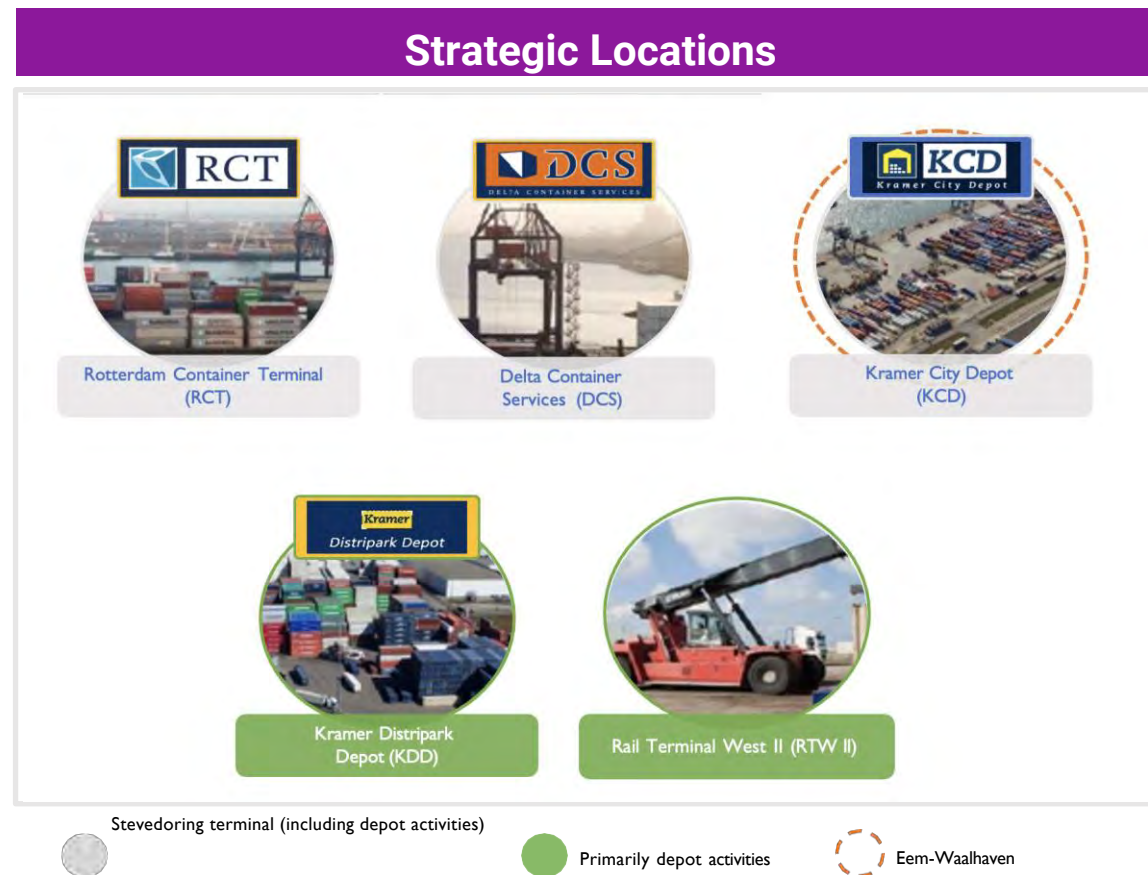 Strategic Locations
RCT
DCS
DELTA CONTAINER SERVICES
KCD
Kramer City Depot
Rotterdam Container Terminal
(RCT)
Delta Container
Services (DCS)
Kramer City Depot
(KCD)
Kramer
Distripark Depot
Kramer Distripark
Depot (KDD)
Rail Terminal West II (RTW II)
Stevedoring terminal (including depot activities)
Primarily depot activities
Eem-Waalhaven